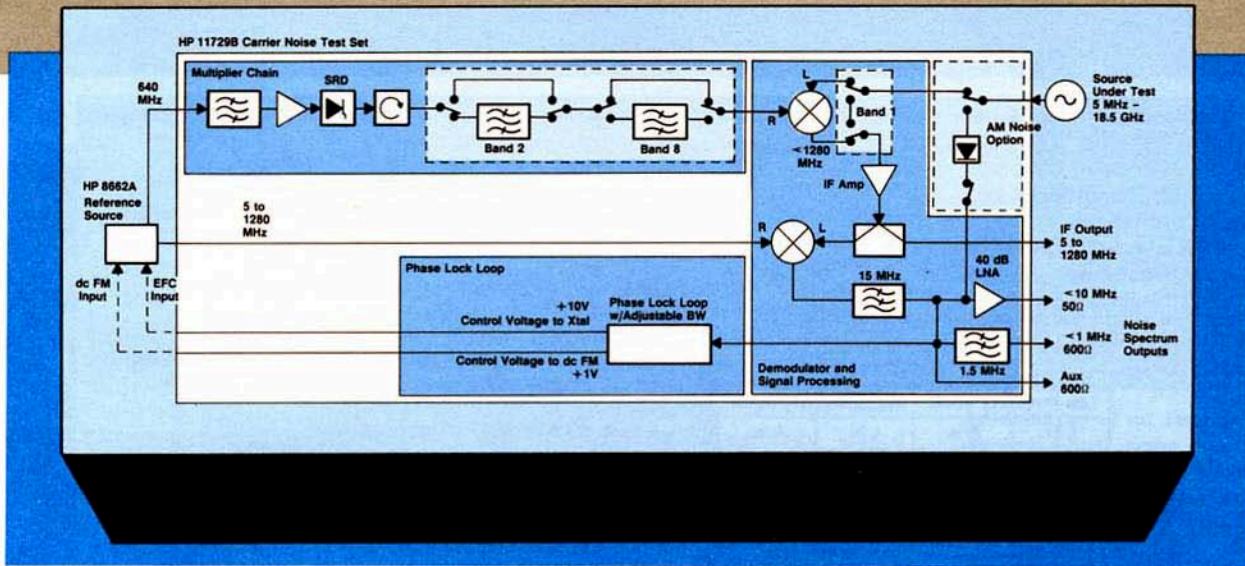 HP 11729B Carrier Noise Test Set
Multiplier Chain
640
MHz
SRD
Band 2
Band 8
L
R
Band 1
<1280
MHz
IF Amp
AM Noise
Option
Source
Under Test
5 MHz –
18.5 GHz
HP 8662A
Reference
Source
5 to
1280
MHz
R
L
IF Output
5 to
1280 MHz
dc FM
Input
EFC
Input
Phase Lock Loop
+10V
Control Voltage to Xtal
Control Voltage to dc FM
+1V
Phase Lock Loop
w/Adjustable BW
15 MHz
40 dB
LNA
<10 MHz
50Ω
<1 MHz
600Ω
Noise
Spectrum
Outputs
1.5 MHz
Aux
600Ω
Demodulator and
Signal Processing